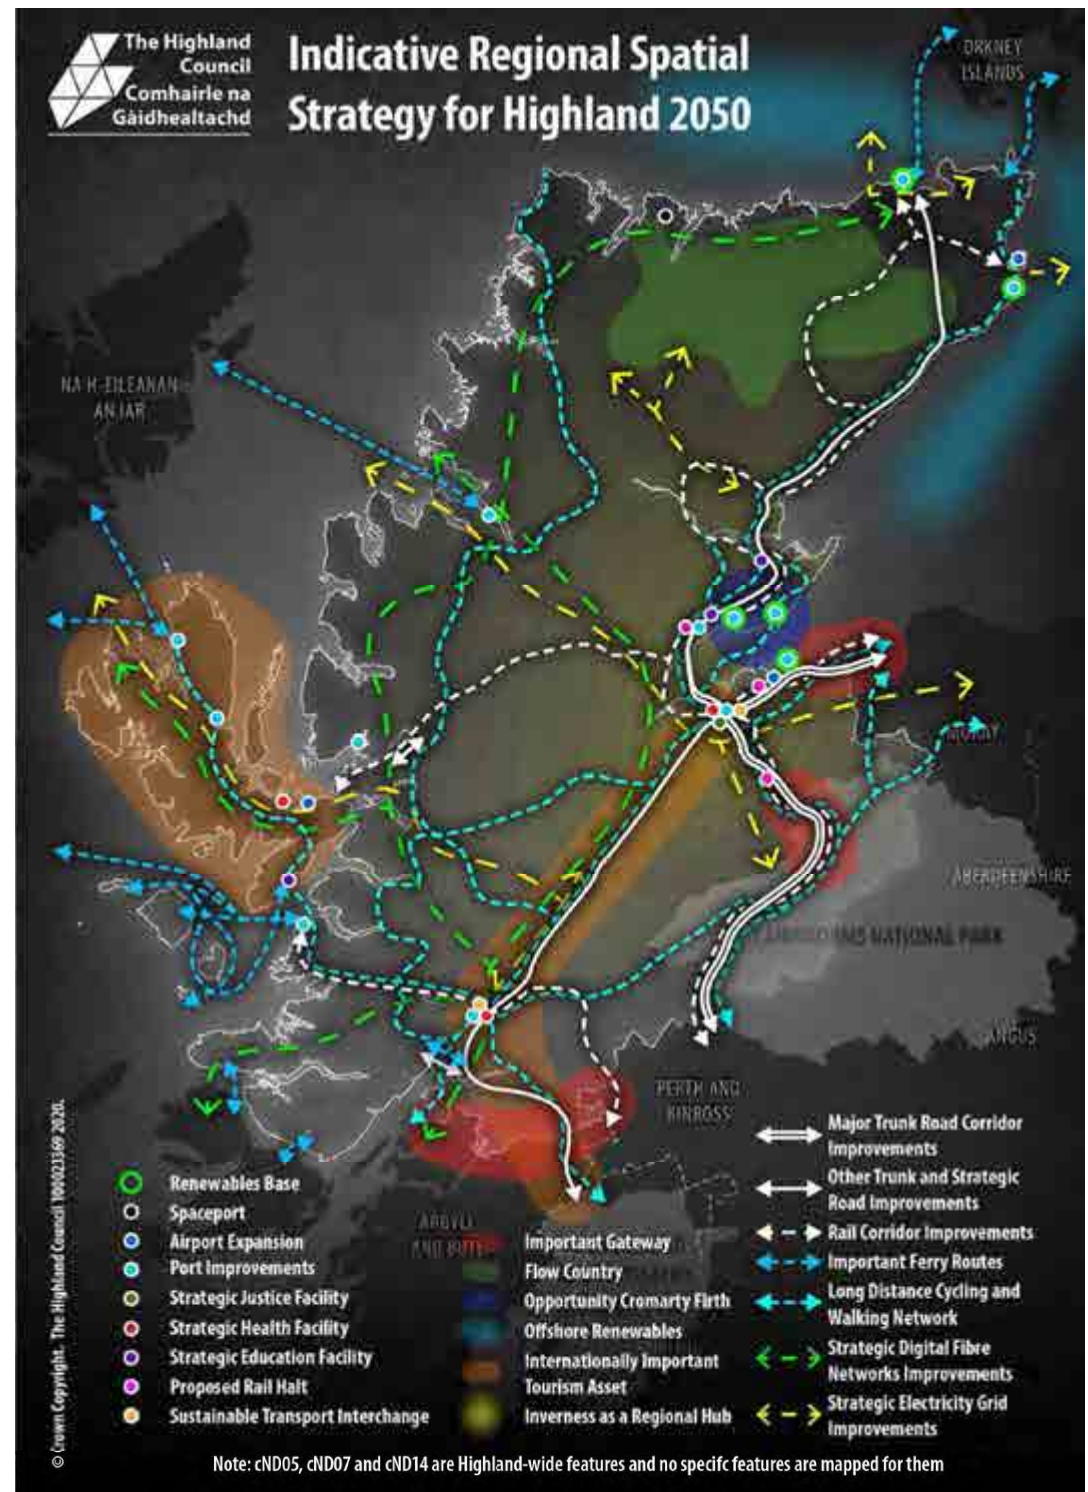 The Highland
Council
Comhairle na
Gàidhealtachd
Indicative Regional Spatial
Strategy for Highland 2050
ORKNEY
ISLANDS
NA H-EILEANAN
AN IAR
MORAY
ABERDEENSHIRE
NATIONAL PARK
ANGUS
PERTH AND
KINROSS
ARGYLL
AND BUTE
Renewables Base
Spaceport
Airport Expansion
Port Improvements
Strategic Justice Facility
Strategic Health Facility
Strategic Education Facility
Proposed Rail Halt
Sustainable Transport Interchange
Important Gateway
Flow Country
Opportunity Cromarty Firth
Offshore Renewables
Internationally Important
Tourism Asset
Inverness as a Regional Hub
Major Trunk Road Corridor
Improvements
Other Trunk and Strategic
Road Improvements
Rail Corridor Improvements
Important Ferry Routes
Long Distance Cycling and
Walking Network
Strategic Digital Fibre
Networks Improvements
Strategic Electricity Grid
Improvements
Note: cND05, cND07 and cND14 are Highland-wide features and no specifc features are mapped for them
© Crown Copyright. The Highland Council 100023369 2020.